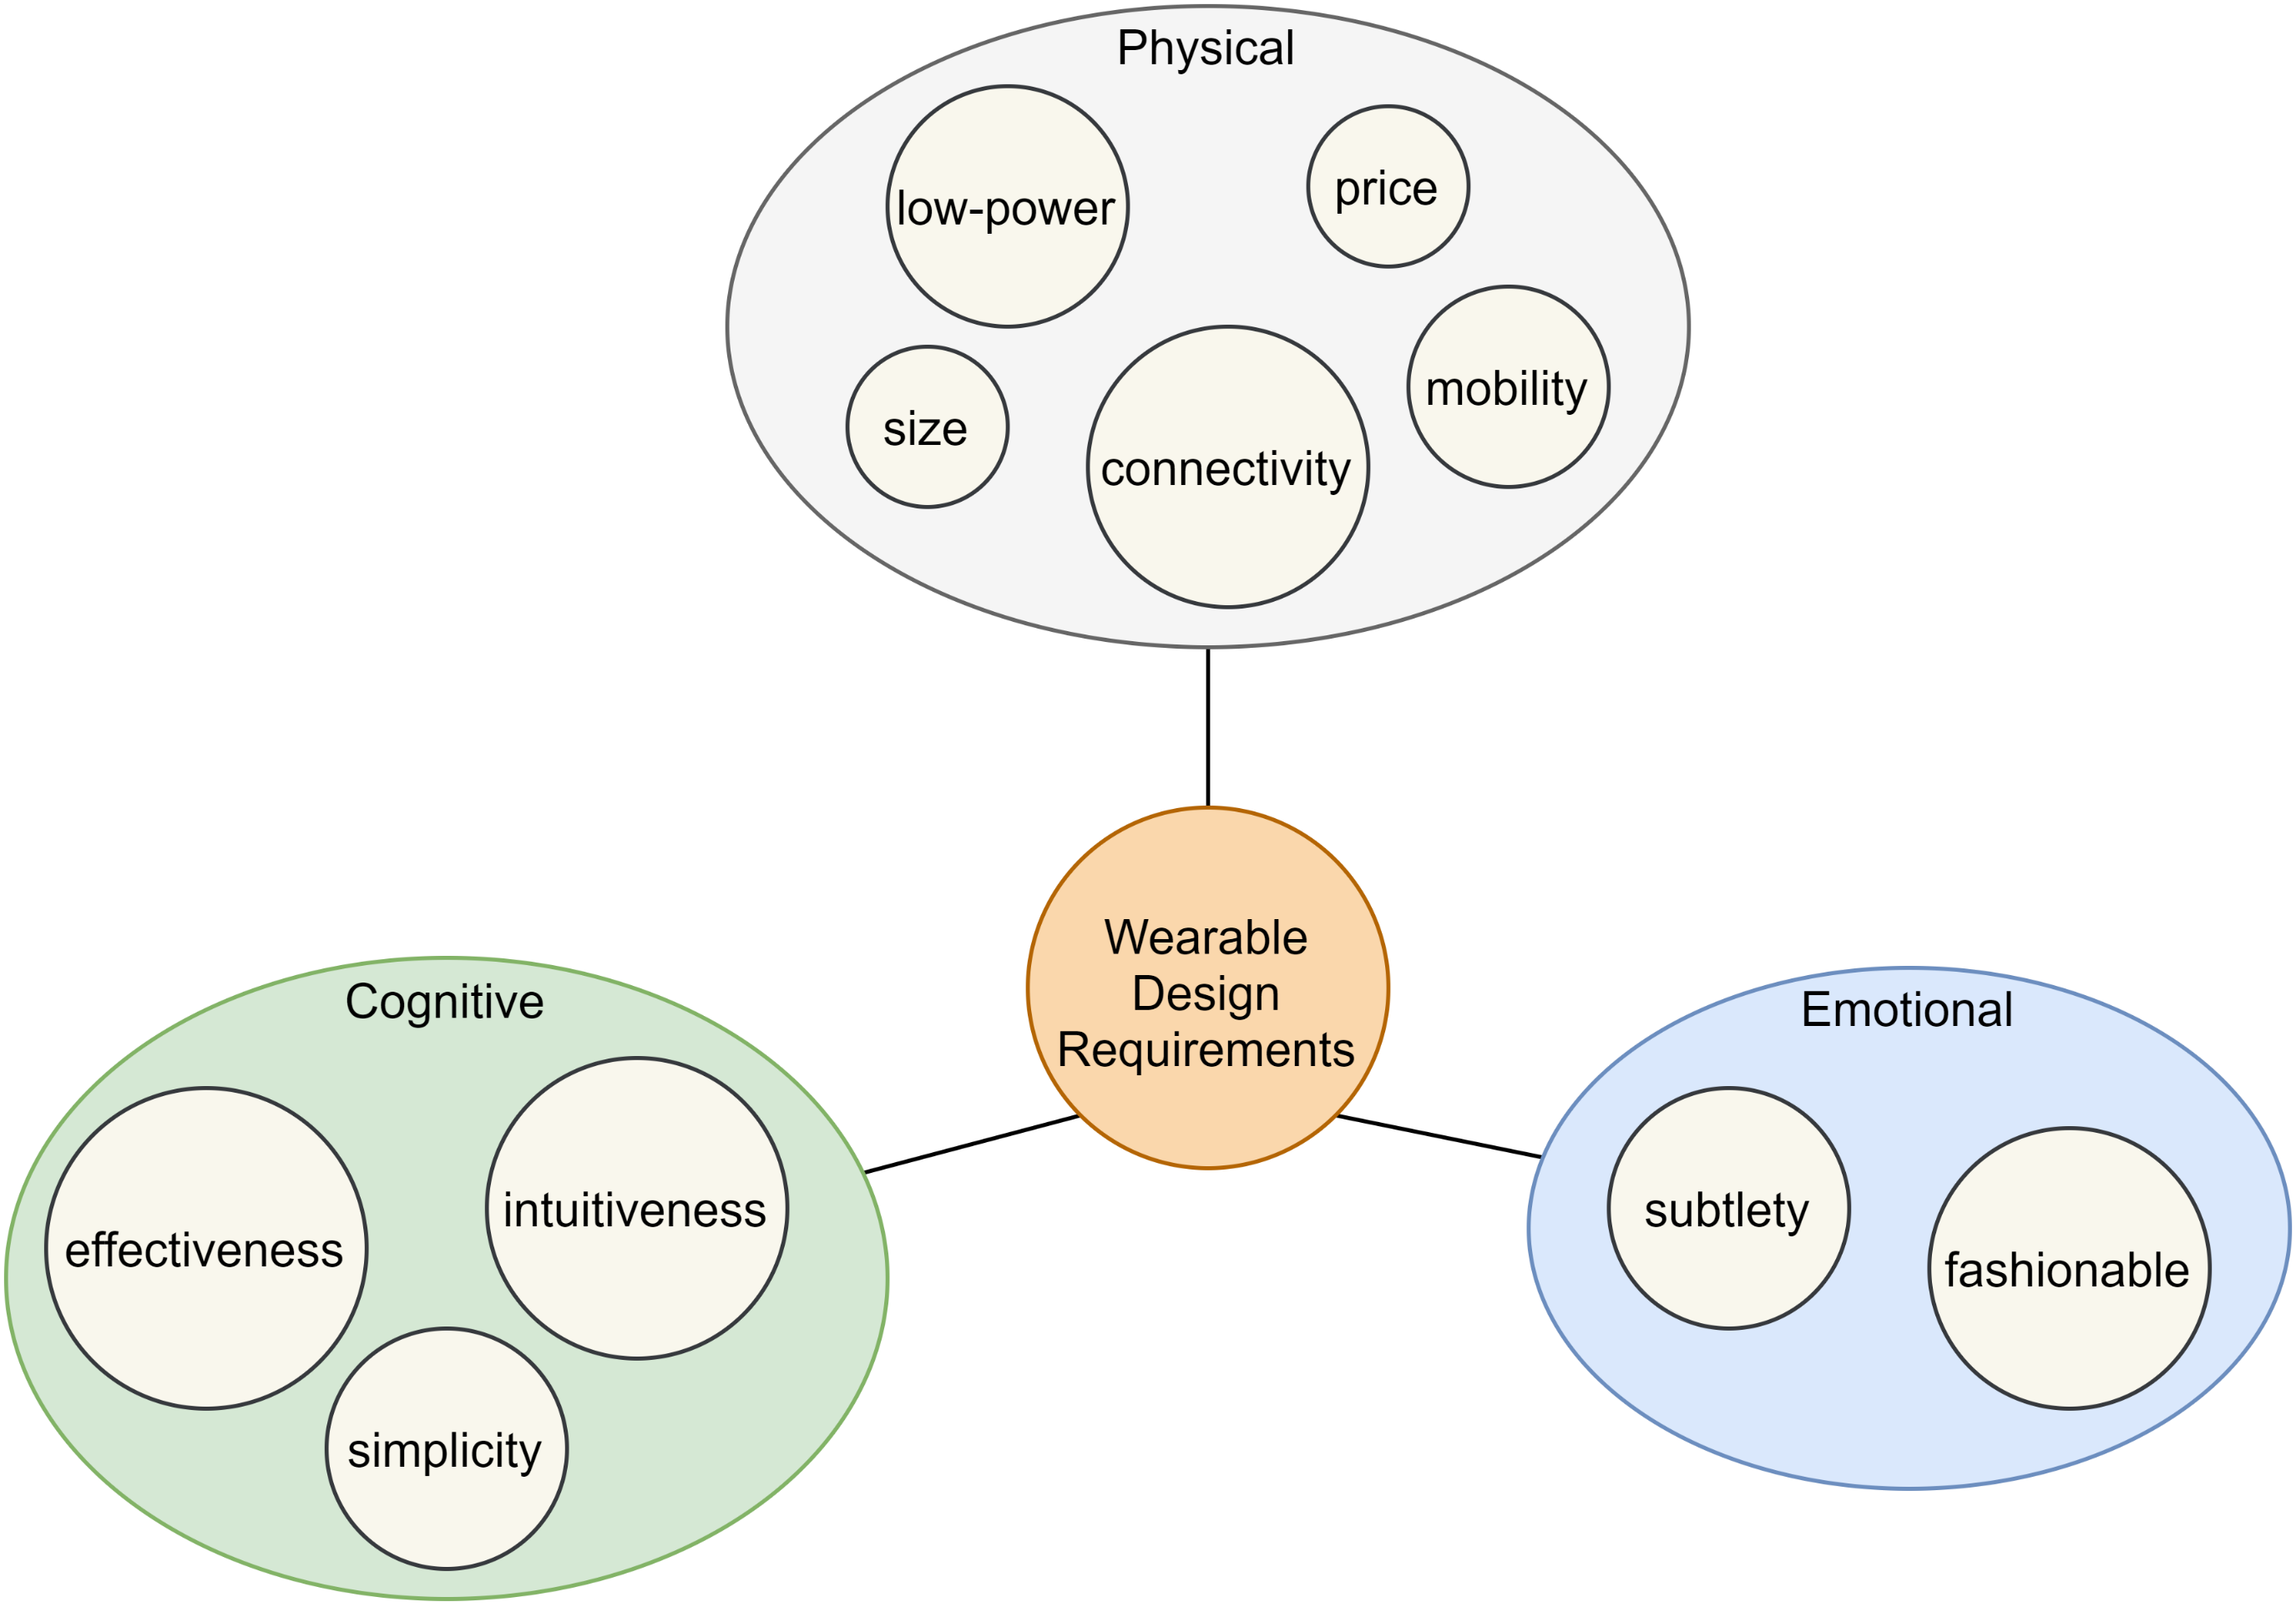 Physical
low-power
price
mobility
size
connectivity
Wearable
Design
Requirements
Cognitive
intuitiveness
effectiveness
simplicity
Emotional
subtlety
fashionable